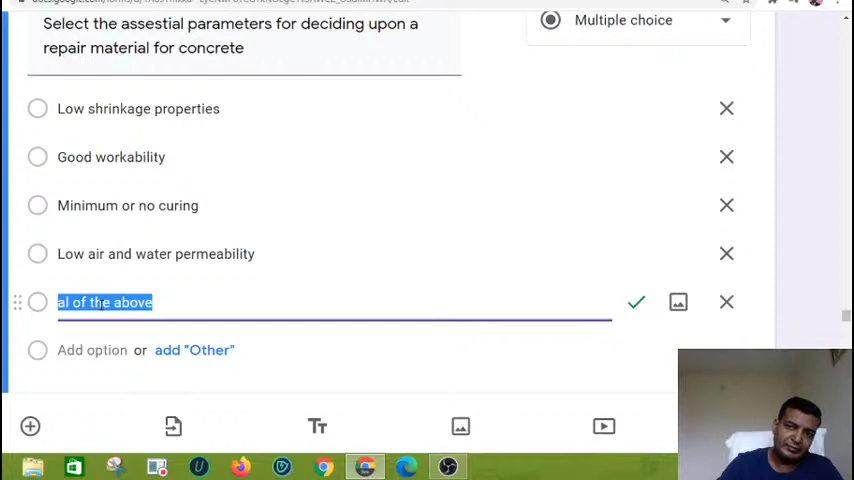 Select the assestial parameters for deciding upon a
repair material for concrete
Multiple choice
Low shrinkage properties
Good workability
Minimum or no curing
Low air and water permeability
al of the above
Add option or add "Other"
Tt